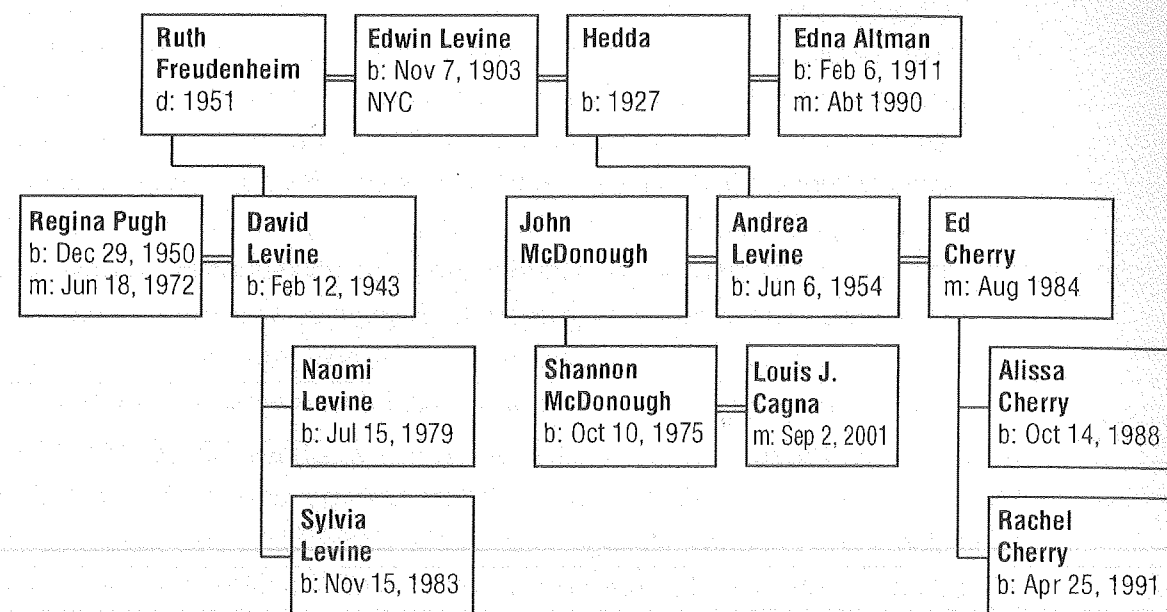 Ruth
Freudenheim
d: 1951
Edwin Levine
b: Nov 7, 1903
NYC
Hedda
b: 1927
Edna Altman
b: Feb 6, 1911
m: Abt 1990
Regina Pugh
b: Dec 29, 1950
m: Jun 18, 1972
David
Levine
b: Feb 12, 1943
John
McDonough
Andrea
Levine
b: Jun 6, 1954
Ed
Cherry
m: Aug 1984
Naomi
Levine
b: Jul 15, 1979
Shannon
McDonough
b: Oct 10, 1975
Louis J.
Cagna
m: Sep 2, 2001
Alissa
Cherry
b: Oct 14, 1988
Sylvia
Levine
b: Nov 15, 1983
Rachel
Cherry
b: Apr 25, 1991